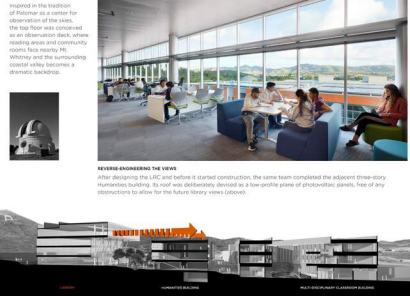 Inspired in the tradition
of Palomar as a center for
observation of the skies,
the top floor was conceived
as an observation deck, where
reading areas and community
rooms face nearby Mt.
Whitney and the surrounding
coastal valley becomes a
dramatic backdrop.
REVERSE-ENGINEERING THE VIEWS
After designing the LRC and before it started construction, the same team completed the adjacent three-story
Humanities building. Its roof was deliberately devised as a low-profile plane of photovoltaic panels, free of any
obstructions to allow for the future library views (above).
LIBRARY
HUMANITIES BUILDING
MULTI-DISCIPLINARY CLASSROOM BUILDING